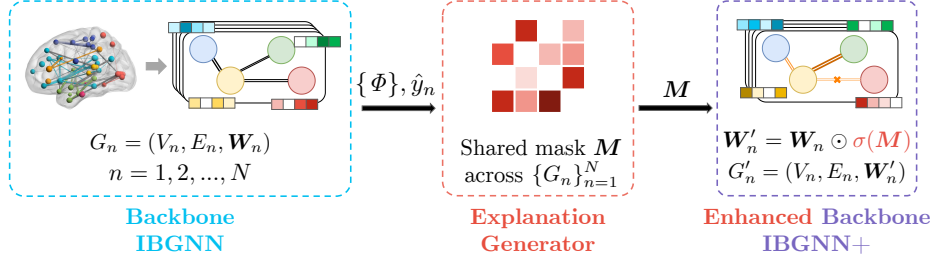 G_n = (V_n, E_n, W_n)
n = 1, 2, ..., N
Backbone
IBGNN
{Φ}, ŷ_n
Shared mask M
across {G_n}_{n=1}^N
Explanation
Generator
M
W'_n = W_n ⊙ σ(M)
G'_n = (V_n, E_n, W'_n)
Enhanced Backbone
IBGNN+